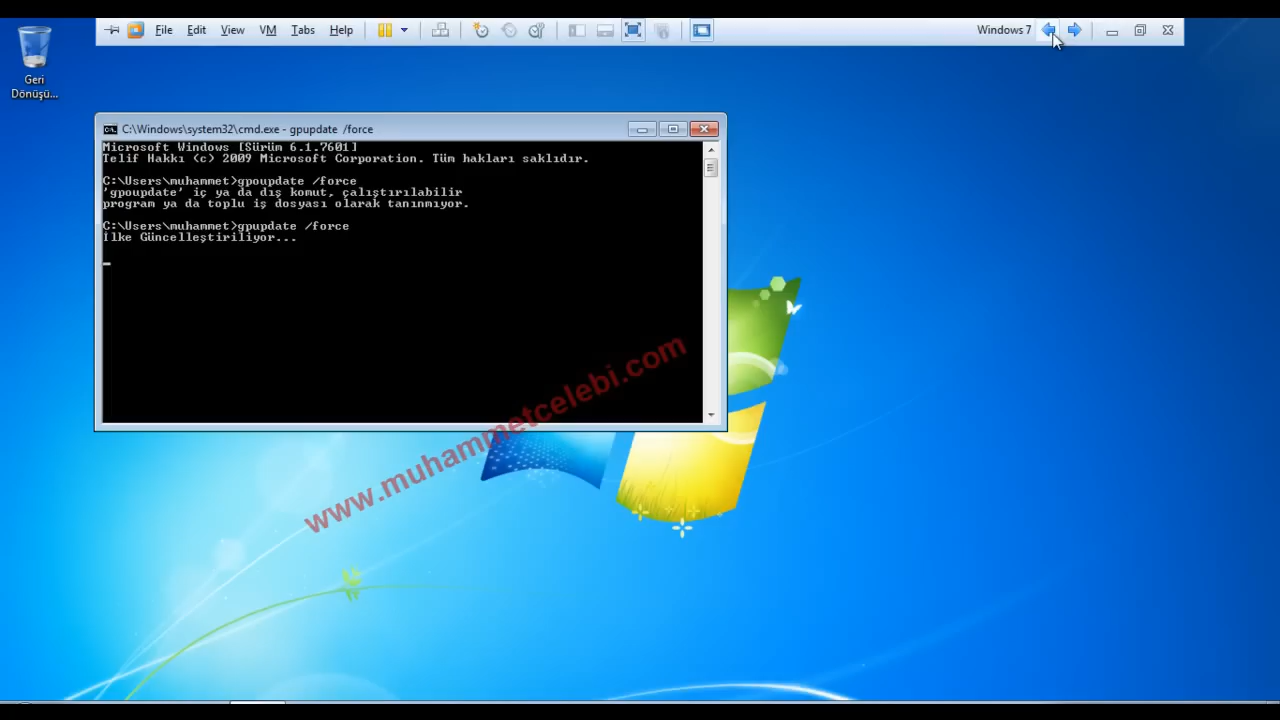 File Edit View VM Tabs Help
Windows 7
Geri
Dönüşü...
C:\Windows\system32\cmd.exe - gpupdate /force
Microsoft Windows [Sürüm 6.1.7601]
Telif Hakkı (c) 2009 Microsoft Corporation. Tüm hakları saklıdır.
C:\Users\muhammet>gpoupdate /force
'gpoupdate' iç ya da dış komut, çalıştırılabilir
program ya da toplu iş dosyası olarak tanınmıyor.
C:\Users\muhammet>gpupdate /force
İlke Güncelleştiriliyor...
www.muhammetcelebi.com